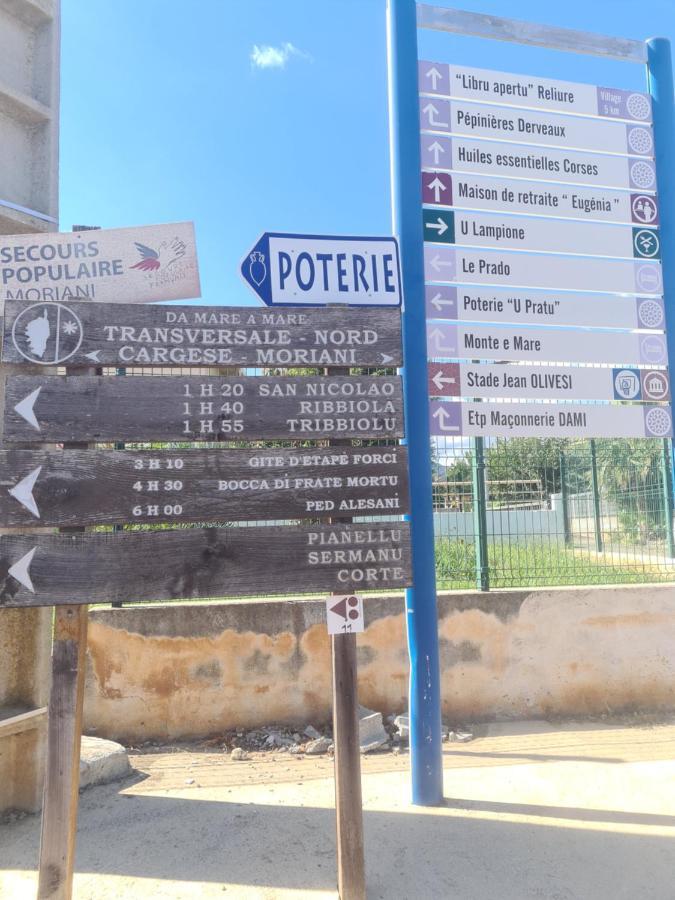 SECOURS
POPULAIRE
MORIANI
POTERIE
DA MARE A MARE
TRANSVERSALE - NORD
CARGESE - MORIANI
1 H 20 SAN NICOLAO
1 H 40 RIBBIOLA
1 H 55 TRIBBIOLU
3 H 10 GITE D'ETAPE FORCI
4 H 30 BOCCA DI FRATE MORTU
6 H 00 PED ALESANI
PIANELLU
SERMANU
CORTE
11
"Libru apertu" Reliure
Village
5 km
Pépinières Derveaux
Huiles essentielles Corses
Maison de retraite " Eugénia "
U Lampione
Le Prado
Poterie "U Pratu"
Monte e Mare
Stade Jean OLIVESI
Etp Maçonnerie DAMI